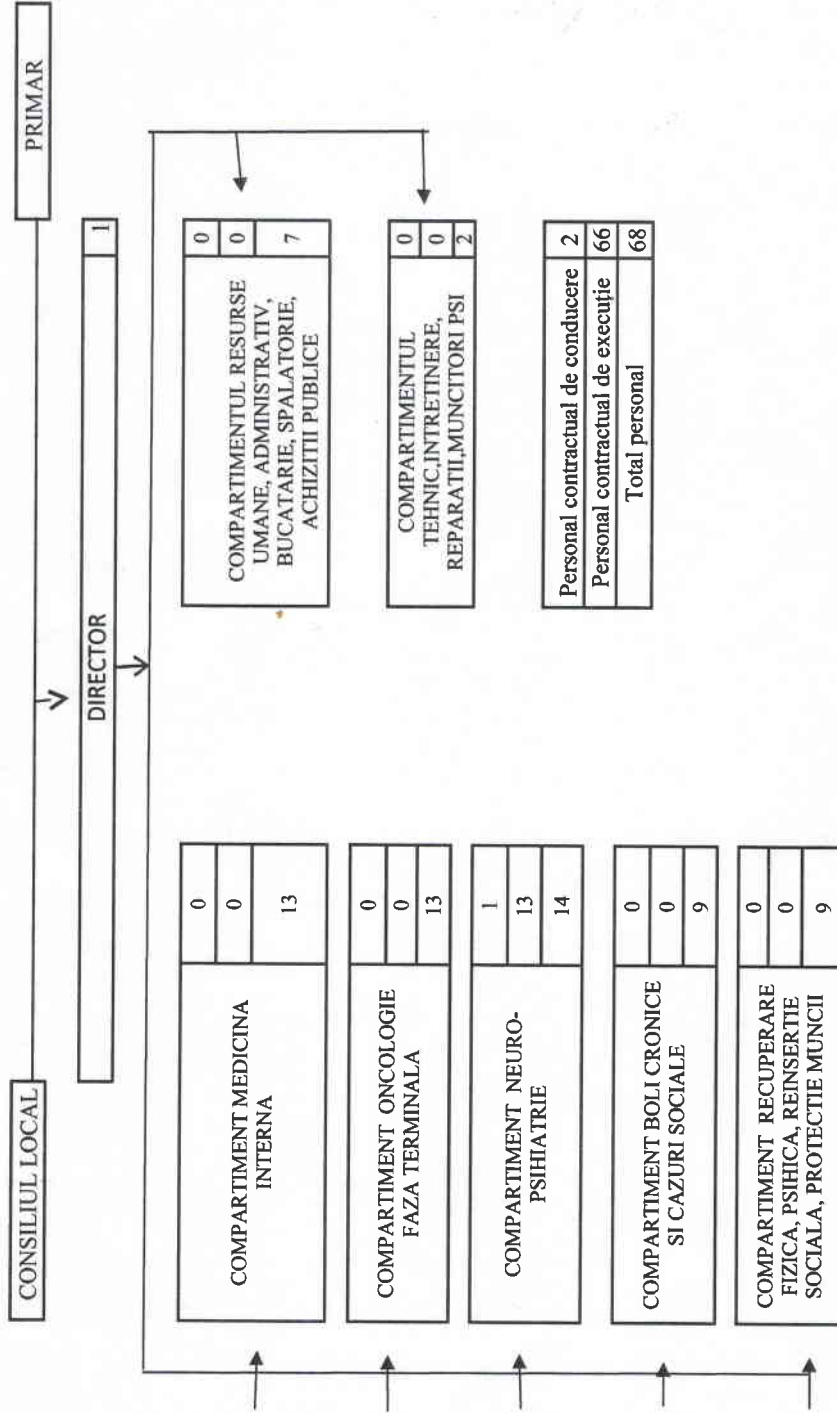 CONSILIUL LOCAL
PRIMAR
DIRECTOR
1
COMPARTIMENT MEDICINA
INTERNA
0
0
13
COMPARTIMENT ONCOLOGIE
FAZA TERMINALA
0
0
13
COMPARTIMENT NEURO-
PSIHIATRIE
1
13
14
COMPARTIMENT BOLI CRONICE
SI CAZURI SOCIALE
0
0
9
COMPARTIMENT RECUPERARE
FIZICA, PSIHICA, REINSERTIE
SOCIALA, PROTECTIE MUNCII
0
0
9
COMPARTIMENTUL RESURSE
UMANE, ADMINISTRATIV,
BUCATARIE, SPALATORIE,
ACHIZITII PUBLICE
0
0
7
COMPARTIMENTUL
TEHNIC,INTRETINERE,
REPARATII,MUNCITORI PSI
0
0
2
Personal contractual de conducere 2
Personal contractual de execuție 66
Total personal 68